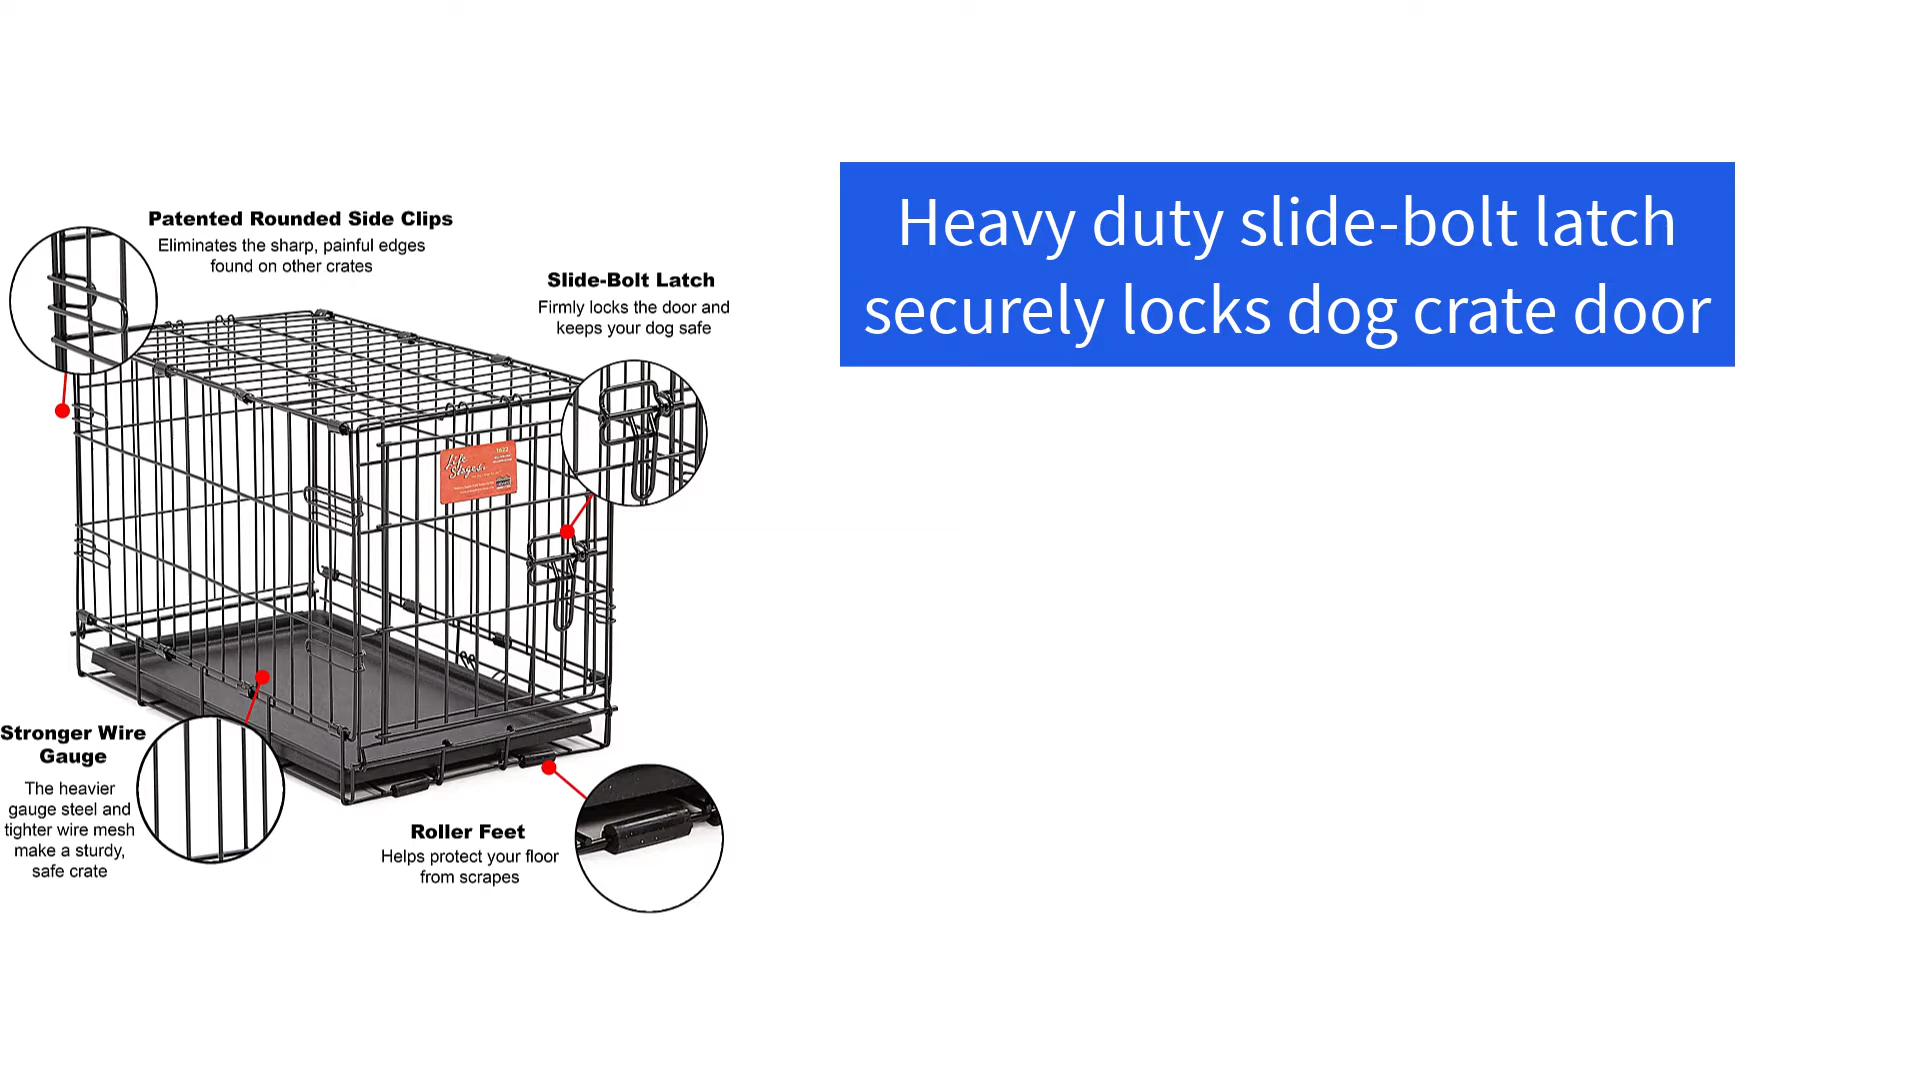 Heavy duty slide-bolt latch
securely locks dog crate door
Patented Rounded Side Clips
Eliminates the sharp, painful edges
found on other crates
Slide-Bolt Latch
Firmly locks the door and
keeps your dog safe
Life
Stages
1622
Stronger Wire
Gauge
The heavier
gauge steel and
tighter wire mesh
make a sturdy,
safe crate
Roller Feet
Helps protect your floor
from scrapes